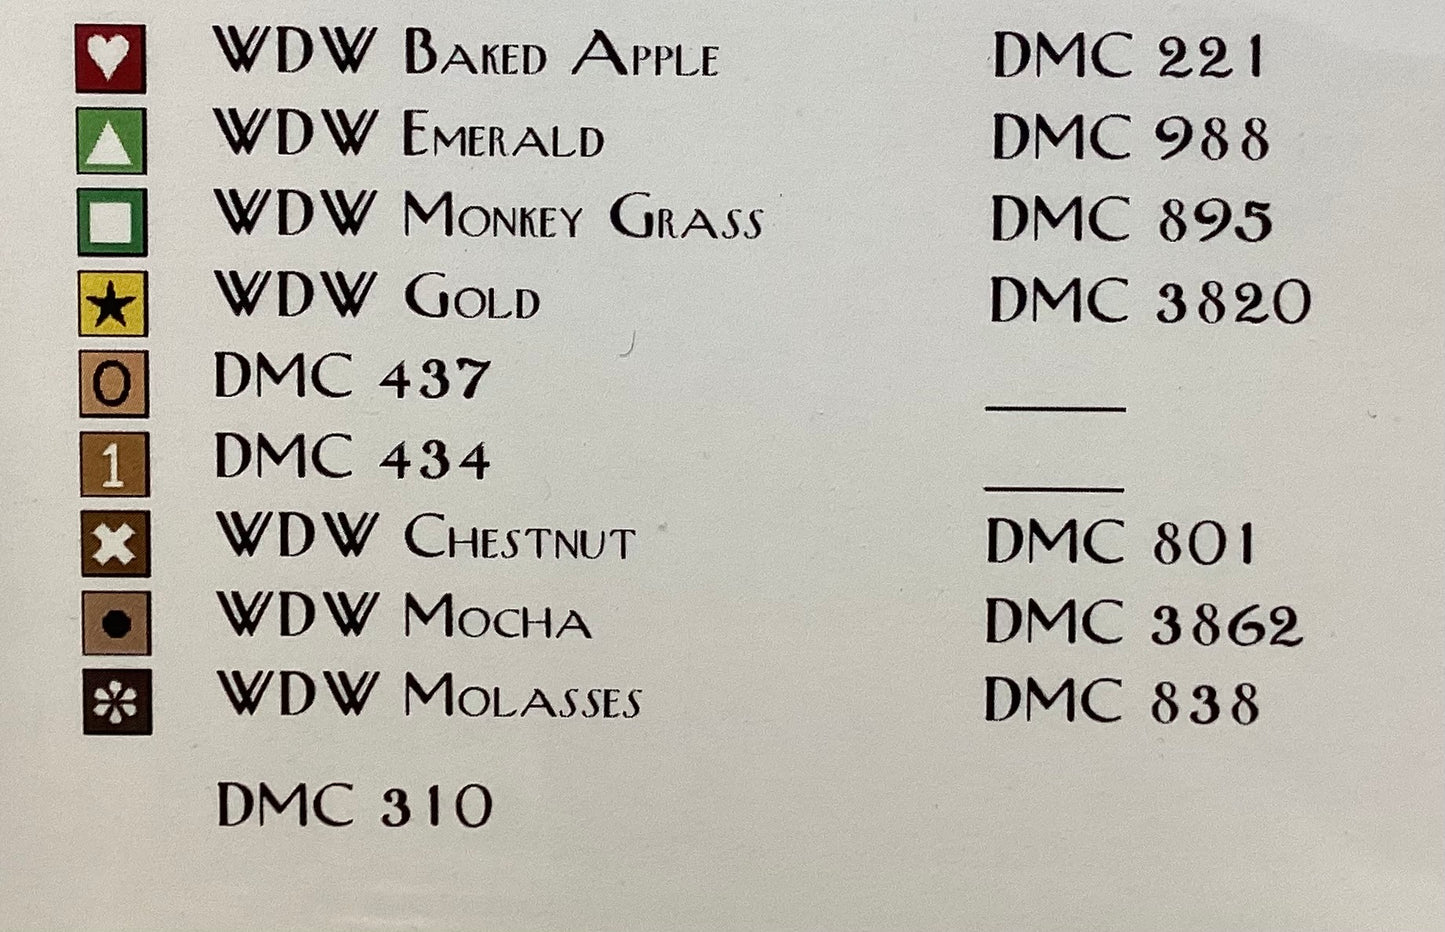 WDW Baked Apple DMC 221
WDW Emerald DMC 988
WDW Monkey Grass DMC 895
WDW Gold DMC 3820
0 DMC 437 ____
1 DMC 434 ____
WDW Chestnut DMC 801
WDW Mocha DMC 3862
WDW Molasses DMC 838
DMC 310